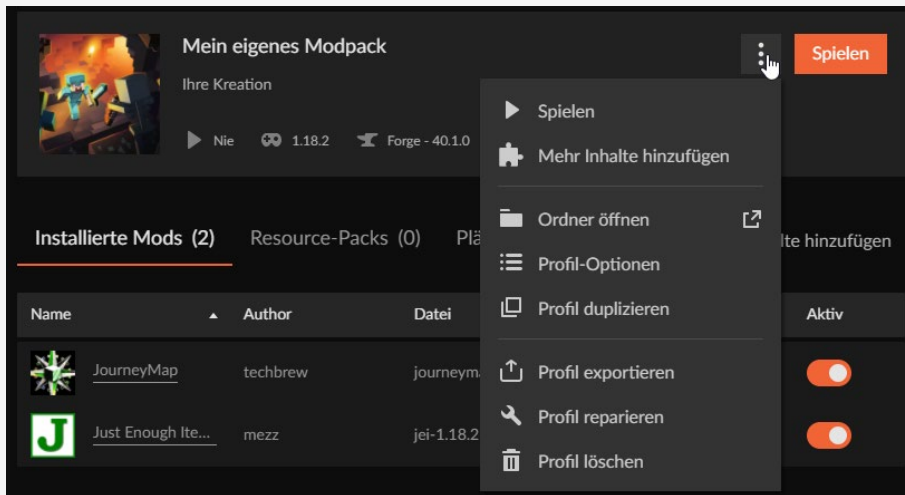 Mein eigenes Modpack
Ihre Kreation
Nie 1.18.2 Forge - 40.1.0
Spielen
Spielen
Mehr Inhalte hinzufügen
Ordner öffnen
Profil-Optionen
Profil duplizieren
Profil exportieren
Profil reparieren
Profil löschen
Installierte Mods (2) Resource-Packs (0) Plä lte hinzufügen
Name Author Datei Aktiv
JourneyMap techbrew journeyma
Just Enough Ite... mezz jei-1.18.2